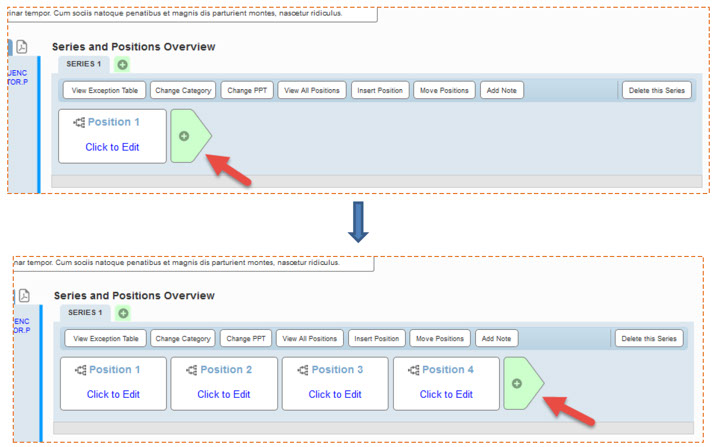 inar tempor. Cum sociis natoque penatibus et magnis dis parturient montes, nascetur ridiculus.
Series and Positions Overview
UENC
TOR.P
SERIES 1
View Exception Table Change Category Change PPT View All Positions Insert Position Move Positions Add Note Delete this Series
Position 1
Click to Edit
nar tempor. Cum sociis natoque penatibus et magnis dis parturient montes, nascetur ridiculus.
Series and Positions Overview
ENC
OR.P
SERIES 1
View Exception Table Change Category Change PPT View All Positions Insert Position Move Positions Add Note Delete this Series
Position 1 Position 2 Position 3 Position 4
Click to Edit Click to Edit Click to Edit Click to Edit